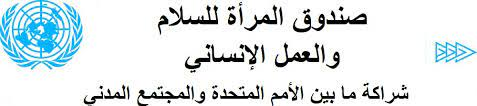 صندوق المرأة للسلام
والعمل الإنساني
شراكة ما بين الأمم المتحدة والمجتمع المدني